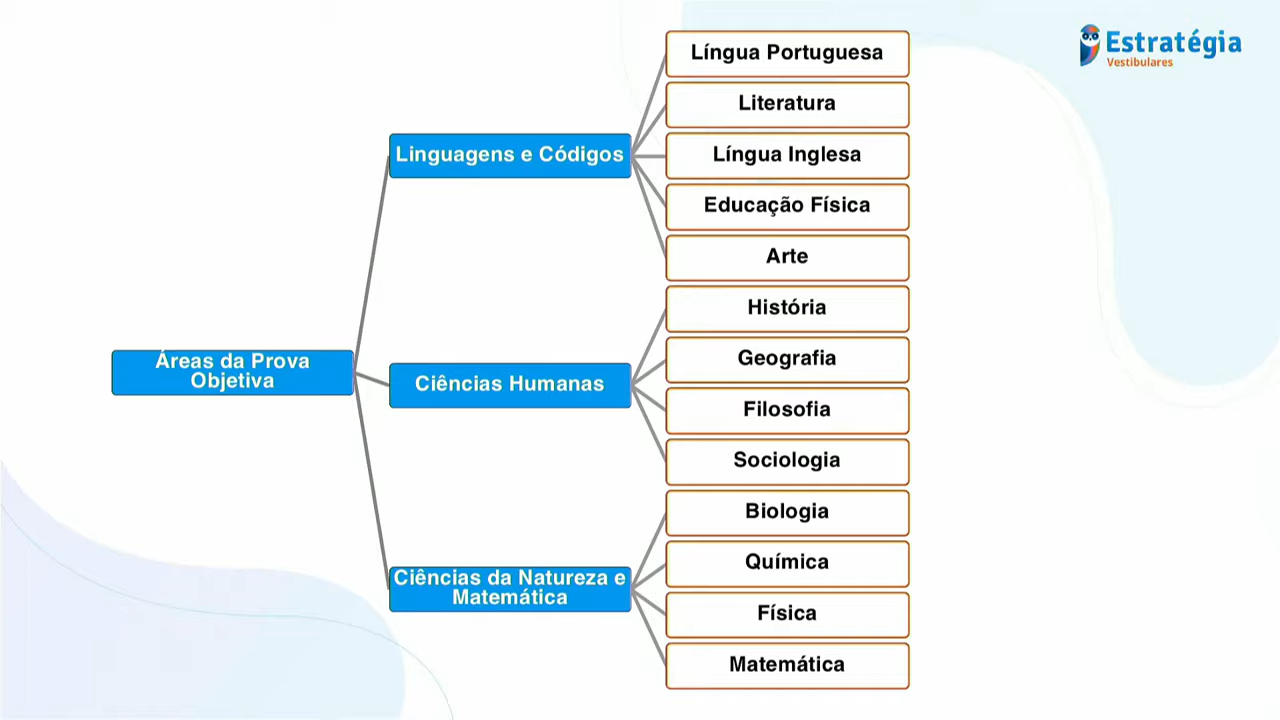 Estratégia
Vestibulares
Áreas da Prova
Objetiva
Linguagens e Códigos
Língua Portuguesa
Literatura
Língua Inglesa
Educação Física
Arte
Ciências Humanas
História
Geografia
Filosofia
Sociologia
Ciências da Natureza e
Matemática
Biologia
Química
Física
Matemática